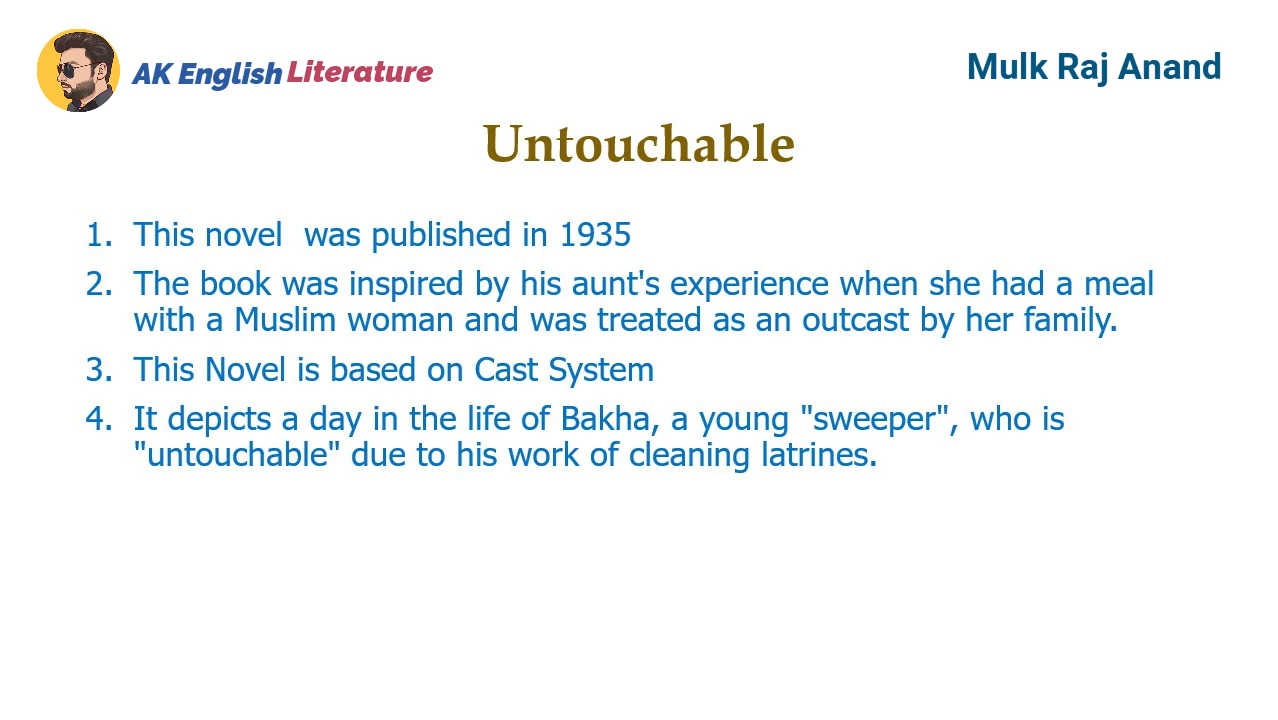 AK English Literature
Mulk Raj Anand
Untouchable
1. This novel  was published in 1935
2. The book was inspired by his aunt's experience when she had a meal
with a Muslim woman and was treated as an outcast by her family.
3. This Novel is based on Cast System
4. It depicts a day in the life of Bakha, a young "sweeper", who is
"untouchable" due to his work of cleaning latrines.